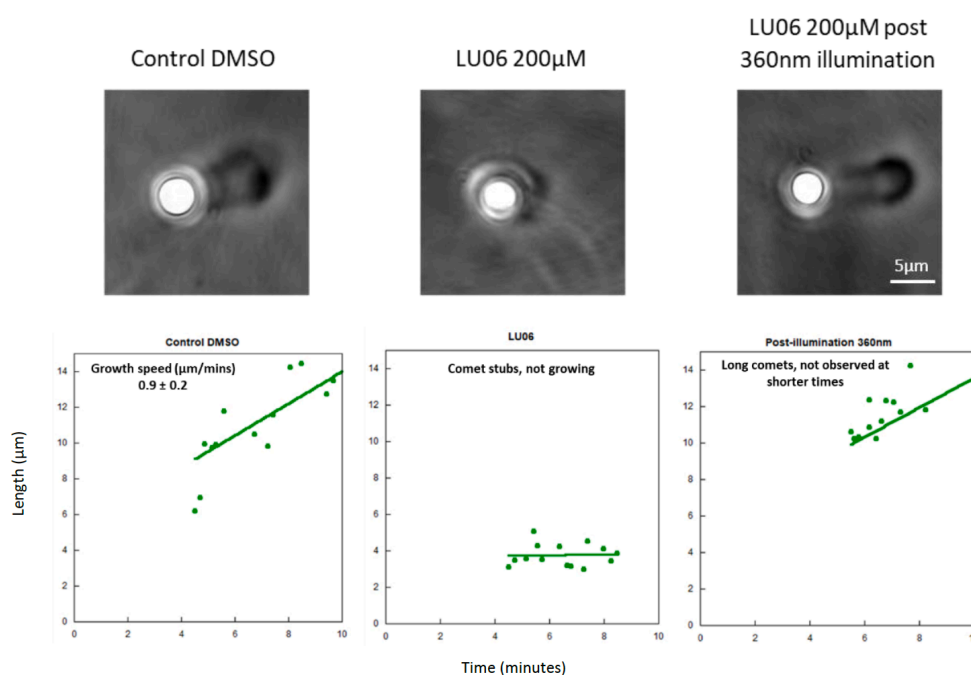 Control DMSO
LU06 200µM
LU06 200µM post
360nm illumination
5µm
Control DMSO
Growth speed (µm/mins)
0.9 ± 0.2
14
12
10
8
6
4
2
0
0 2 4 6 8 10
LU06
Comet stubs, not growing
14
12
10
8
6
4
2
0
0 2 4 6 8 10
Post-illumination 360nm
Long comets, not observed at
shorter times
14
12
10
8
6
4
2
0
0 2 4 6 8
Length (µm)
Time (minutes)